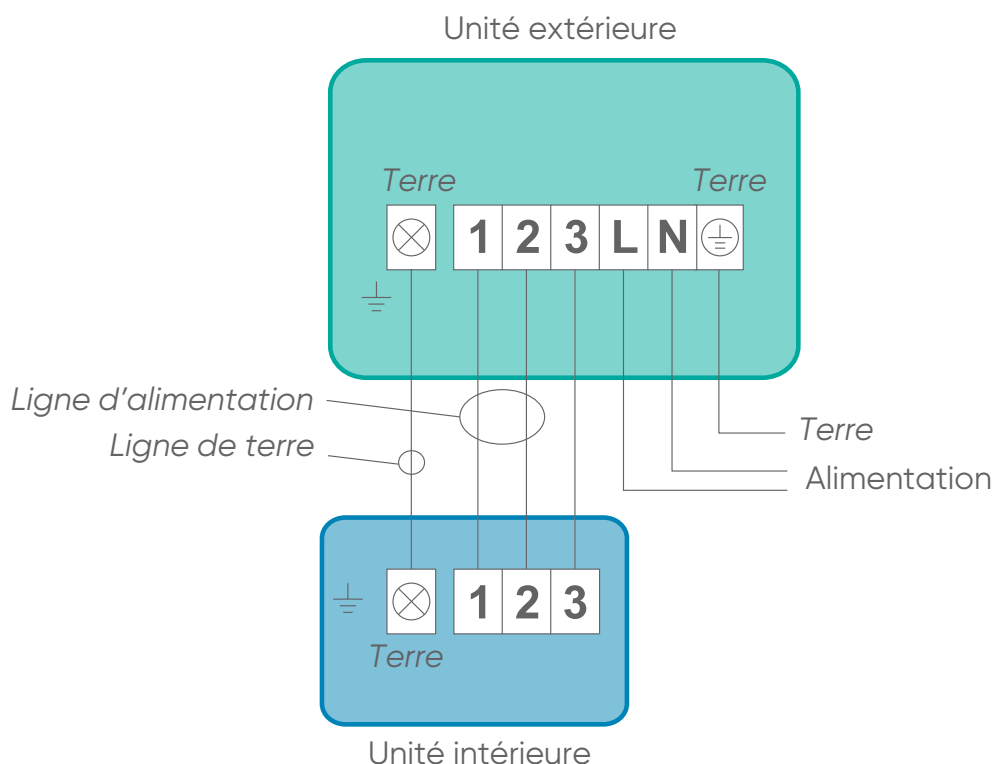 Unité extérieure
Terre
Terre
1 2 3 L N
Ligne d'alimentation
Ligne de terre
Terre
Alimentation
1 2 3
Terre
Unité intérieure